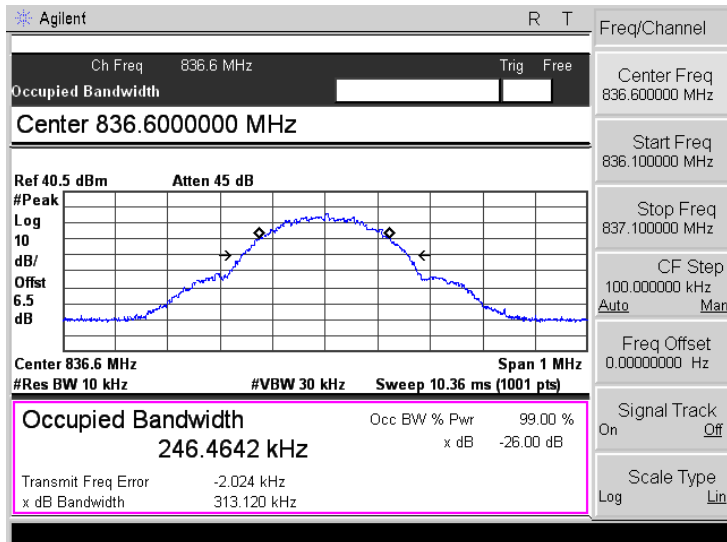 Agilent R T
Ch Freq 836.6 MHz Trig Free
Occupied Bandwidth
Center 836.6000000 MHz
Ref 40.5 dBm Atten 45 dB
#Peak
Log
10
dB/
Offst
6.5
dB
Center 836.6 MHz Span 1 MHz
#Res BW 10 kHz #VBW 30 kHz Sweep 10.36 ms (1001 pts)
Occupied Bandwidth Occ BW % Pwr 99.00 %
246.4642 kHz x dB -26.00 dB
Transmit Freq Error -2.024 kHz
x dB Bandwidth 313.120 kHz
Freq/Channel
Center Freq
836.600000 MHz
Start Freq
836.100000 MHz
Stop Freq
837.100000 MHz
CF Step
100.000000 kHz
Auto Man
Freq Offset
0.00000000 Hz
Signal Track
On Off
Scale Type
Log Lin